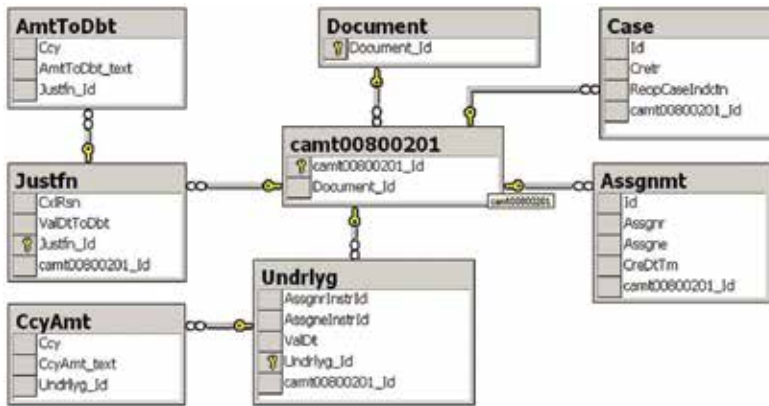 AmtToDbt
Ccy
AmtToDbt_text
Justfn_Id
Document
Document_Id
Case
Id
Cretr
ReopCaseIndctn
camt00800201_Id
camt00800201
camt00800201_Id
Document_Id
camt00800201
Justfn
CxlRsn
ValDtToDbt
Justfn_Id
camt00800201_Id
Assgnmt
Id
Assgnr
Assgne
CreDtTm
camt00800201_Id
Undrlyg
AssgnrInstrId
AssgneInstrId
ValDt
Undrlyg_Id
camt00800201_Id
CcyAmt
Ccy
CcyAmt_text
Undrlyg_Id